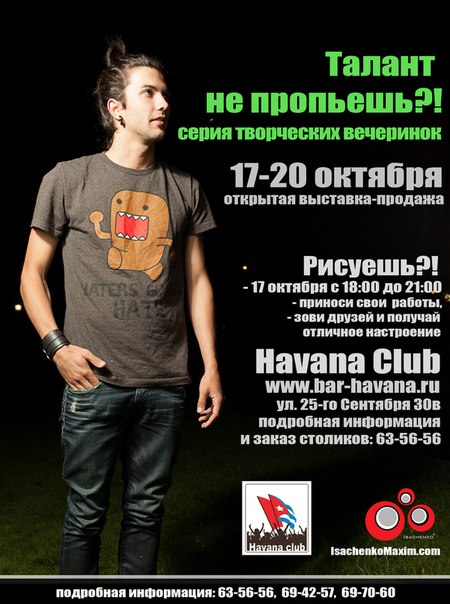 Талант
не пропьешь?!
серия творческих вечеринок
17-20 октября
открытая выставка-продажа
Рисуешь?!
- 17 октября с 18:00 до 21:00
- приноси свои работы,
- зови друзей и получай
отличное настроение
Havana Club
www.bar-havana.ru
ул. 25-го Сентября 30в
подробная информация
и заказ столиков: 63-56-56
HATERS
Havana club
ISACHENKO
IsachenkoMaxim.com
подробная информация: 63-56-56, 69-42-57, 69-70-60